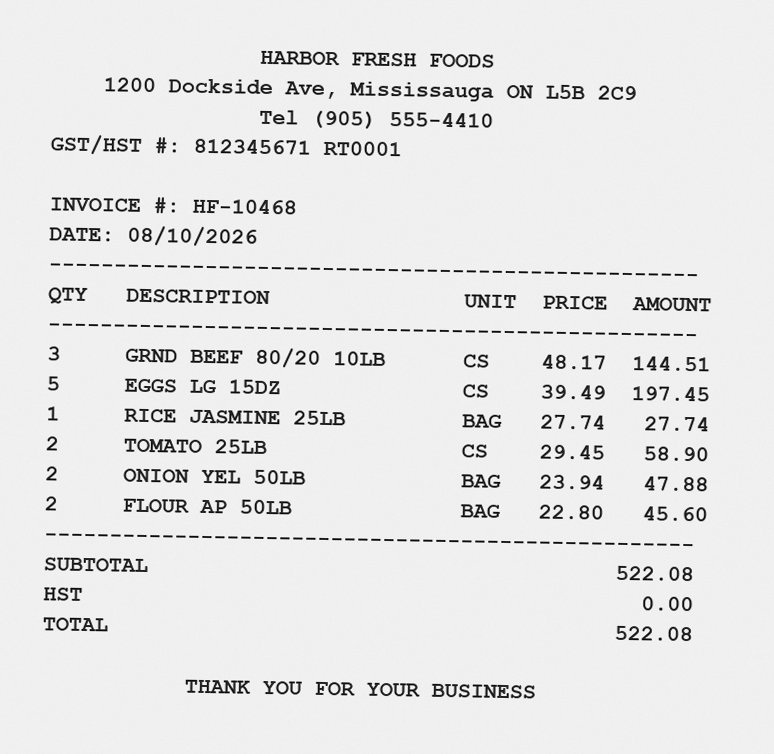 HARBOR FRESH FOODS
1200 Dockside Ave, Mississauga ON L5B 2C9
Tel (905) 555-4410
GST/HST #: 812345671 RT0001
INVOICE #: HF-10468
DATE: 08/10/2026
--------------------------------------------------
QTY DESCRIPTION UNIT PRICE AMOUNT
--------------------------------------------------
3 GRND BEEF 80/20 10LB CS 48.17 144.51
5 EGGS LG 15DZ CS 39.49 197.45
1 RICE JASMINE 25LB BAG 27.74 27.74
2 TOMATO 25LB CS 29.45 58.90
2 ONION YEL 50LB BAG 23.94 47.88
2 FLOUR AP 50LB BAG 22.80 45.60
--------------------------------------------------
SUBTOTAL 522.08
HST 0.00
TOTAL 522.08
THANK YOU FOR YOUR BUSINESS